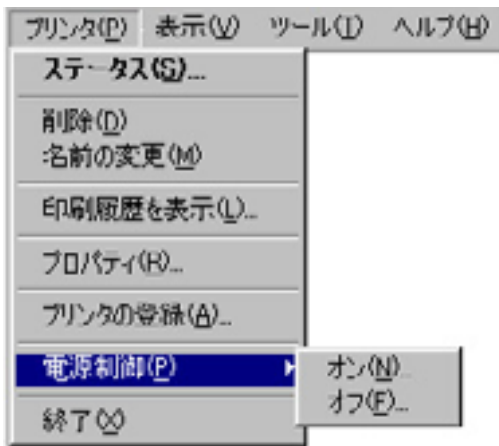 プリンタ(P) 表示(V) ツール(T) ヘルプ(H)
ステータス(S)...
削除(D)
名前の変更(M)
印刷履歴を表示(L)...
プロパティ(R)...
プリンタの登録(A)...
電源制御(P)
オン(N)...
オフ(F)...
終了(X)